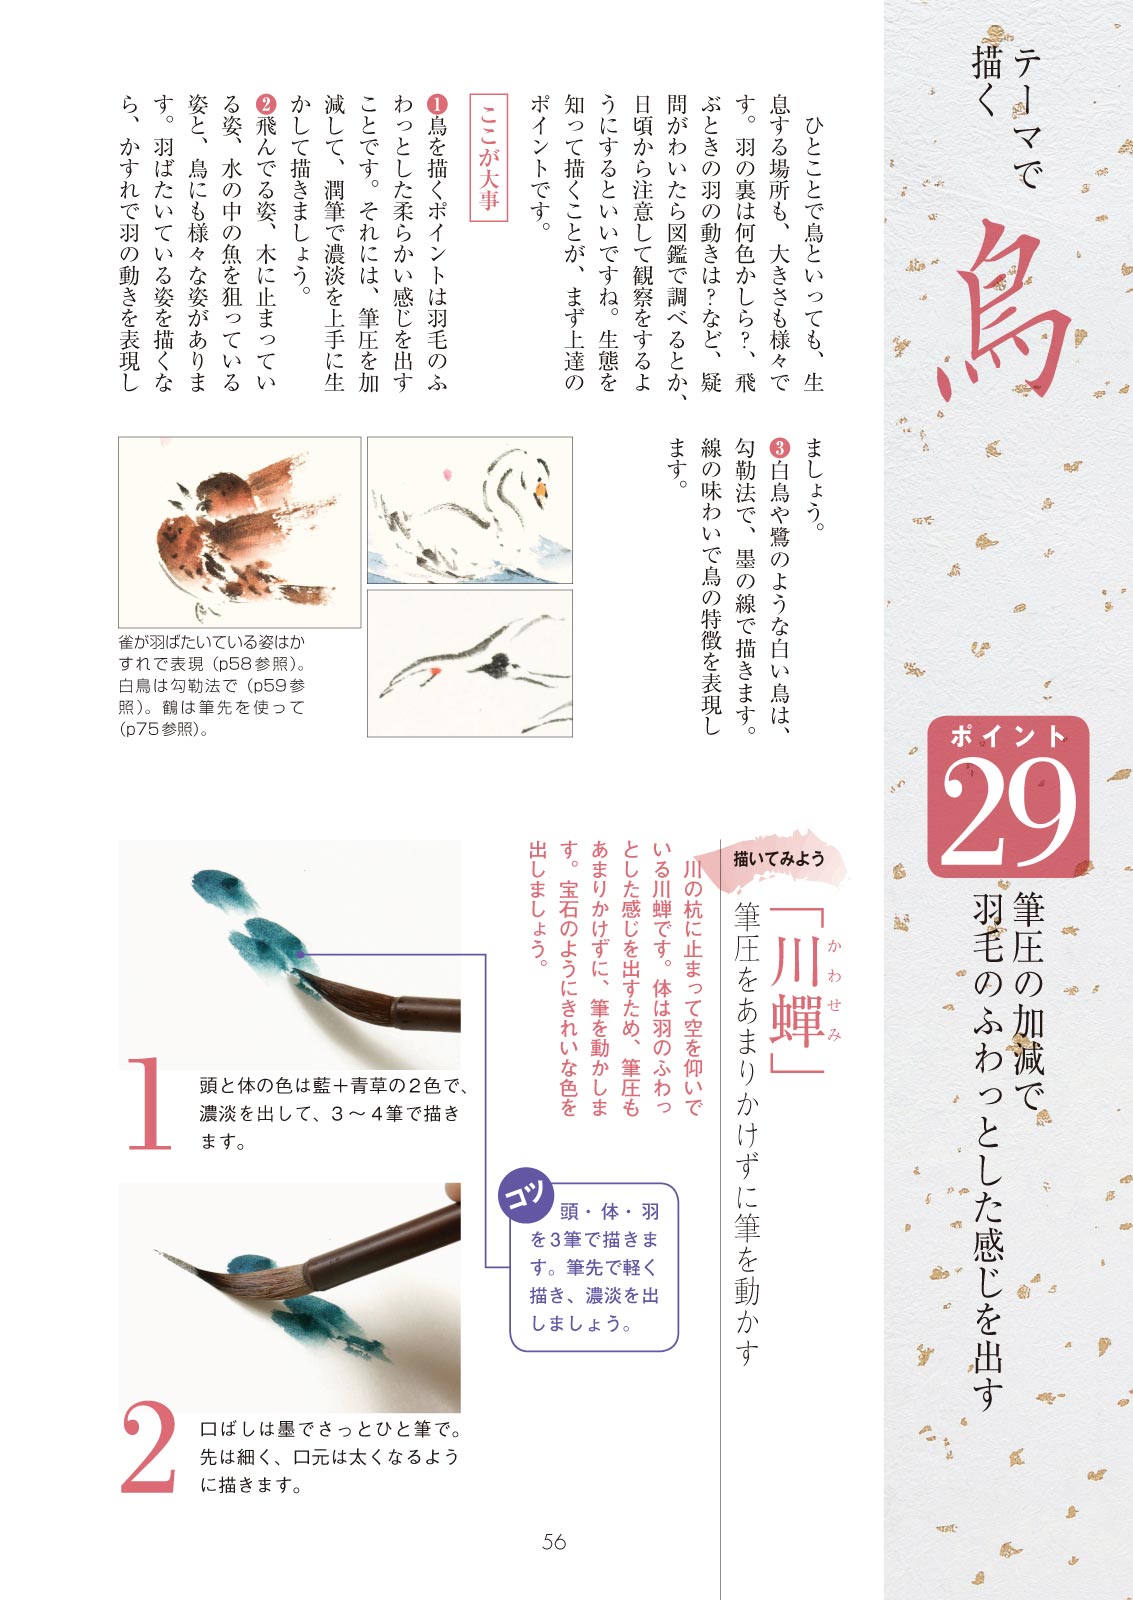 テーマで
描く
鳥
ポイント
29
筆圧の加減で
羽毛のふわっとした感じを出す
ひとことで鳥といっても、生
息する場所も、大きさも様々で
す。羽の裏は何色かしら?、飛
ぶときの羽の動きは?など、疑
問がわいたら図鑑で調べるとか、
日頃から注意して観察をするよ
うにするといいですね。生態を
知って描くことが、まず上達の
ポイントです。
ここが大事
1鳥を描くポイントは羽毛のふ
わっとした柔らかい感じを出す
ことです。それには、筆圧を加
減して、潤筆で濃淡を上手に生
かして描きましょう。
2飛んでる姿、木に止まってい
る姿、水の中の魚を狙っている
姿と、鳥にも様々な姿がありま
す。羽ばたいている姿を描くな
ら、かすれで羽の動きを表現し
ましょう。
3白鳥や鷺のような白い鳥は、
勾勒法で、墨の線で描きます。
線の味わいで鳥の特徴を表現し
ます。
雀が羽ばたいている姿はか
すれで表現(p58参照)。
白鳥は勾勒法で(p59参
照)。鶴は筆先を使って
(p75参照)。
描いてみよう
「川蟬」
かわせみ
筆圧をあまりかけずに筆を動かす
川の杭に止まって空を仰いで
いる川蟬です。体は羽のふわっ
とした感じを出すため、筆圧も
あまりかけずに、筆を動かしま
す。宝石のようにきれいな色を
出しましょう。
1
頭と体の色は藍＋青草の2色で、
濃淡を出して、3〜4筆で描き
ます。
コツ
頭・体・羽
を3筆で描きま
す。筆先で軽く
描き、濃淡を出
しましょう。
2
口ばしは墨でさっとひと筆で。
先は細く、口元は太くなるよう
に描きます。
56